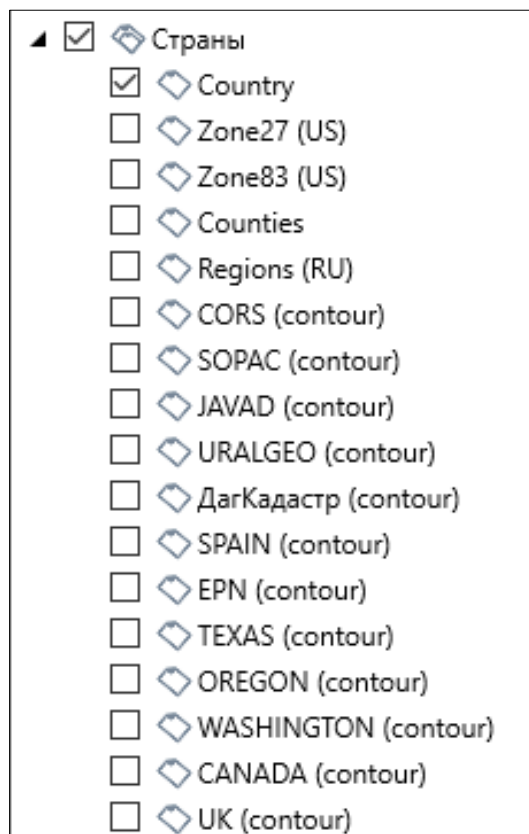 Страны
Country
Zone27 (US)
Zone83 (US)
Counties
Regions (RU)
CORS (contour)
SOPAC (contour)
JAVAD (contour)
URALGEO (contour)
ДагКадастр (contour)
SPAIN (contour)
EPN (contour)
TEXAS (contour)
OREGON (contour)
WASHINGTON (contour)
CANADA (contour)
UK (contour)